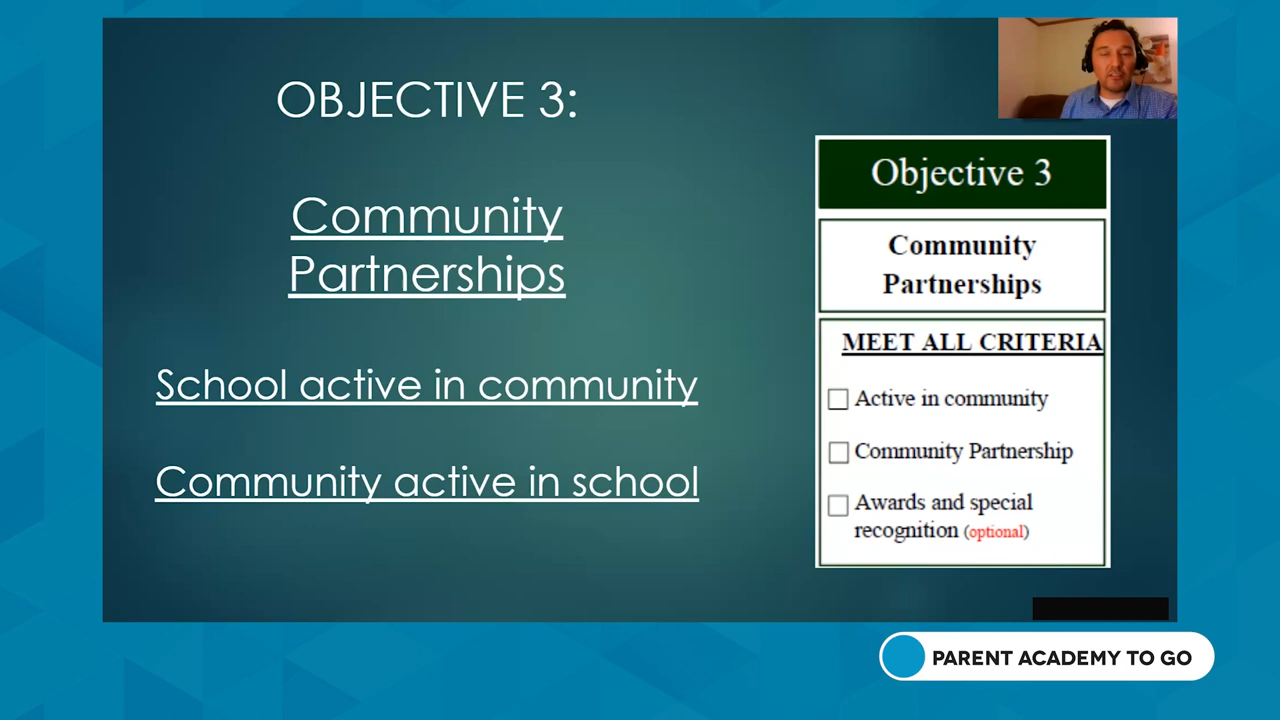 OBJECTIVE 3:
Community
Partnerships
School active in community
Community active in school
Objective 3
Community
Partnerships
MEET ALL CRITERIA
Active in community
Community Partnership
Awards and special
recognition (optional)
PARENT ACADEMY TO GO